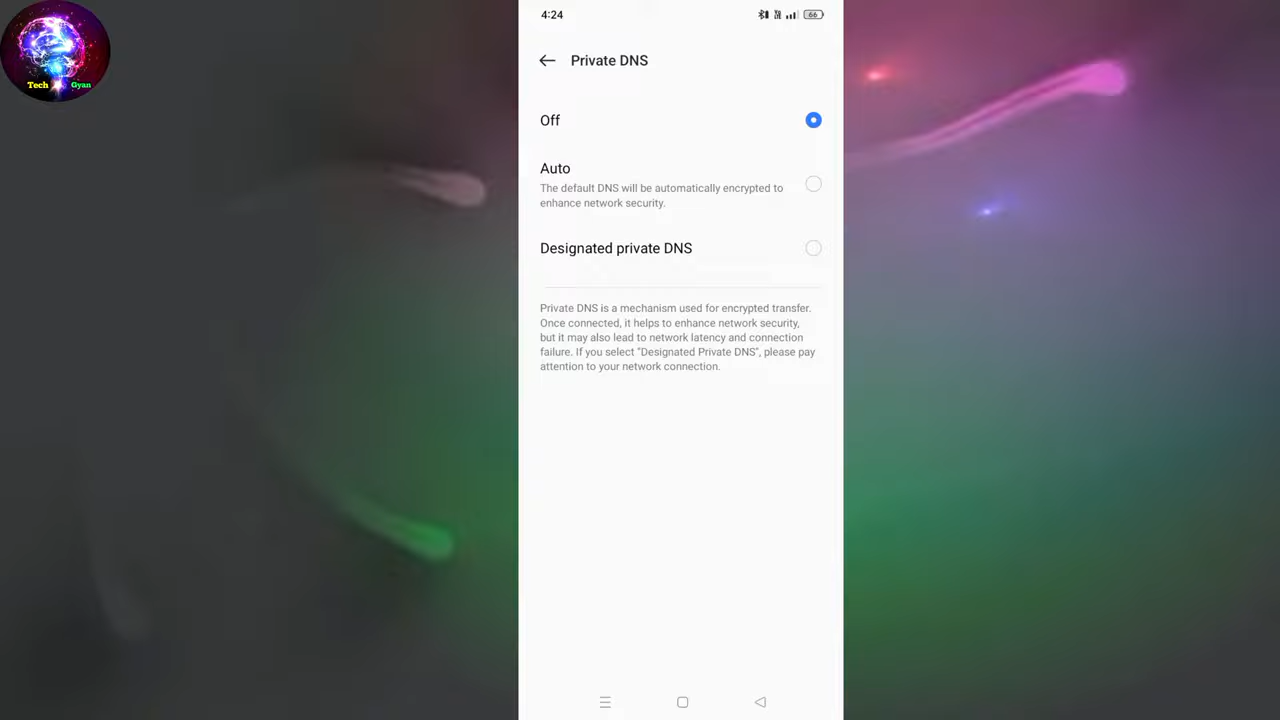 Tech Gyan
4:24
66
Private DNS
Off
Auto
The default DNS will be automatically encrypted to
enhance network security.
Designated private DNS
Private DNS is a mechanism used for encrypted transfer.
Once connected, it helps to enhance network security,
but it may also lead to network latency and connection
failure. If you select "Designated Private DNS", please pay
attention to your network connection.